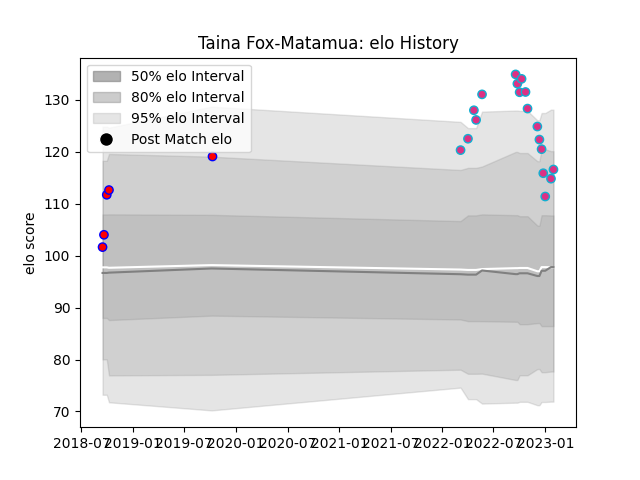 Taina Fox-Matamua: elo History
50% elo Interval
80% elo Interval
95% elo Interval
Post Match elo
elo score
130
120
110
100
90
80
70
2018-07 2019-01 2019-07 2020-01 2020-07 2021-01 2021-07 2022-01 2022-07 2023-01